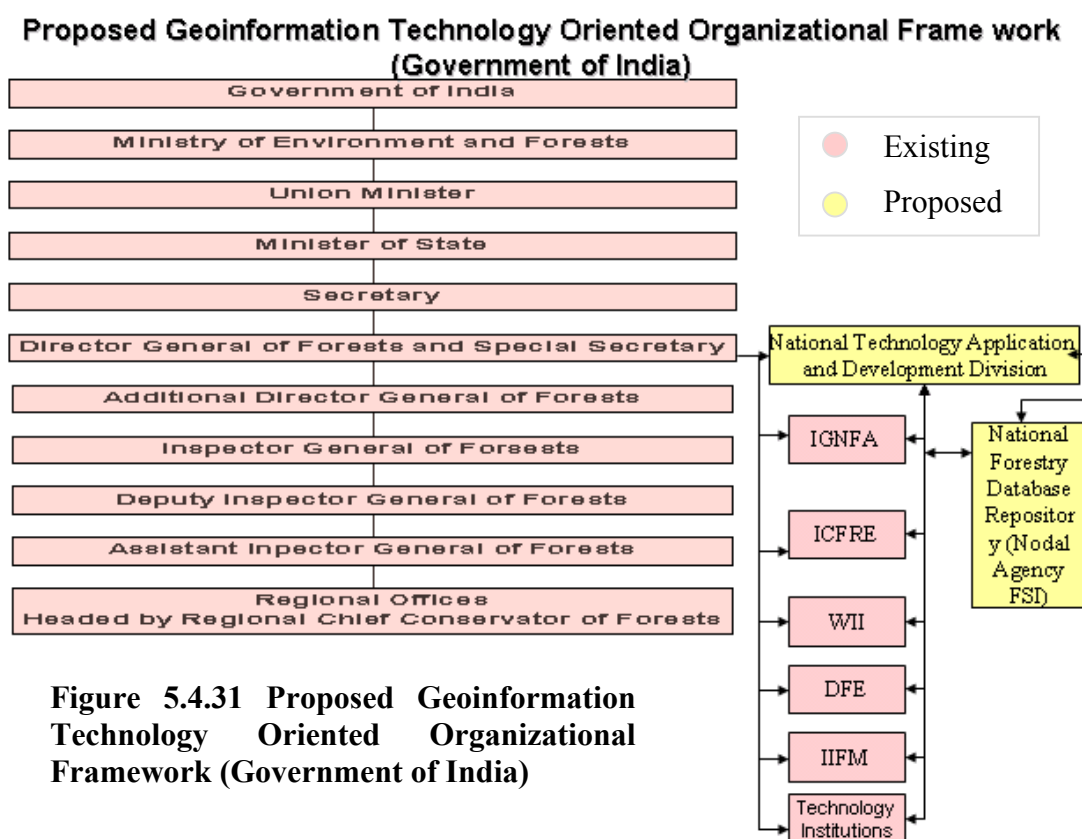 Proposed Geoinformation Technology Oriented Organizational Frame work
(Government of India)
Government of India
Ministry of Environment and Forests
Union Minister
Minister of State
Secretary
Director General of Forests and Special Secretary
Additional Director General of Forests
Inspector General of Forsests
Deputy Inspector General of Forests
Assistant Inpector General of Forests
Regional Offices
Headed by Regional Chief Conservator of Forests
Existing
Proposed
National Technology Application
and Development Division
IGNFA
ICFRE
WII
DFE
IIFM
Technology
Institutions
National
Forestry
Database
Repositor
y (Nodal
Agency
FSI)
Figure 5.4.31 Proposed Geoinformation
Technology Oriented Organizational
Framework (Government of India)